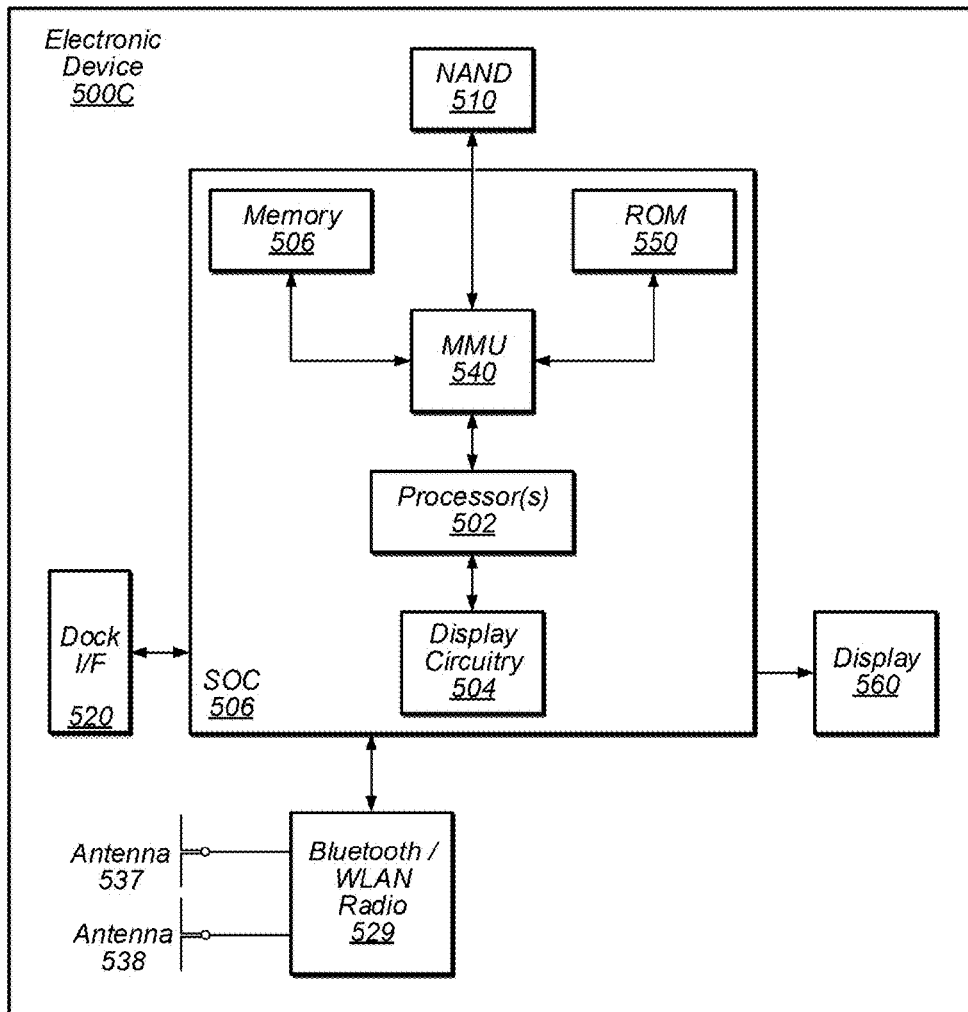 Electronic
Device
500C
NAND
510
Memory
506
ROM
550
MMU
540
Processor(s)
502
Display
Circuitry
504
SOC
506
Dock
I/F
520
Display
560
Bluetooth /
WLAN
Radio
529
Antenna
537
Antenna
538